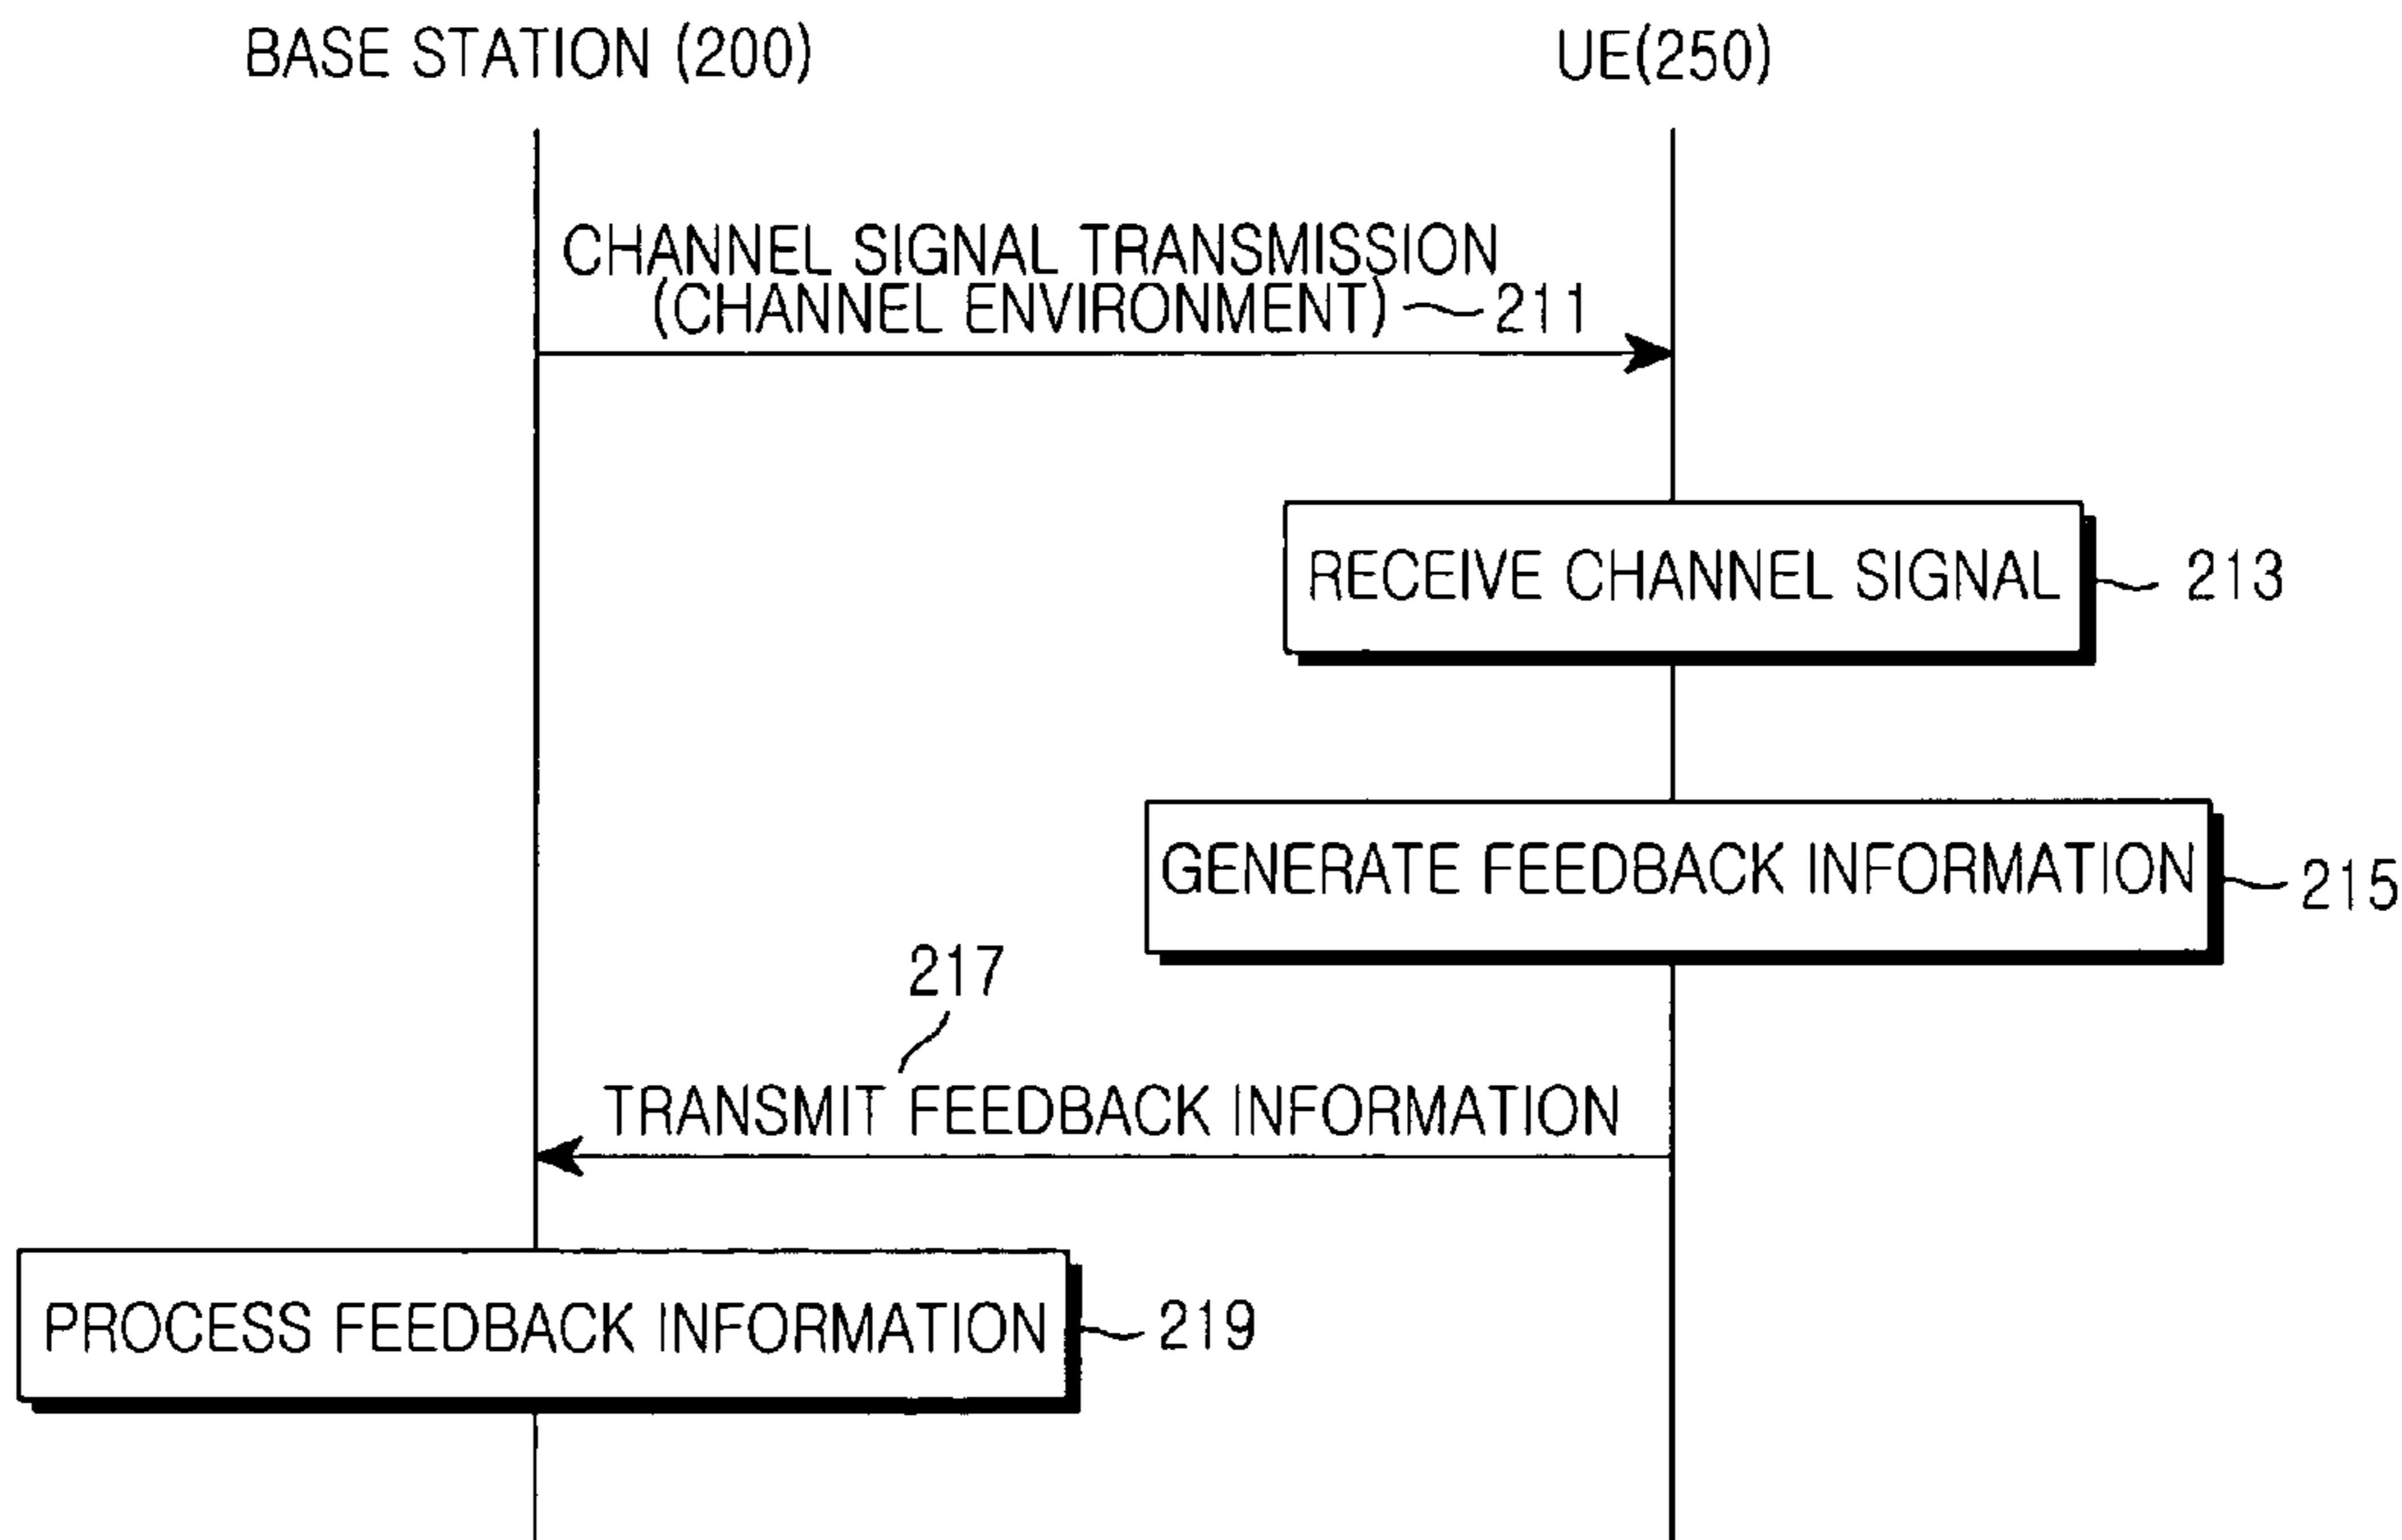 BASE STATION (200)
UE(250)
CHANNEL SIGNAL TRANSMISSION
(CHANNEL ENVIRONMENT) 211
RECEIVE CHANNEL SIGNAL 213
GENERATE FEEDBACK INFORMATION 215
217
TRANSMIT FEEDBACK INFORMATION
PROCESS FEEDBACK INFORMATION 219